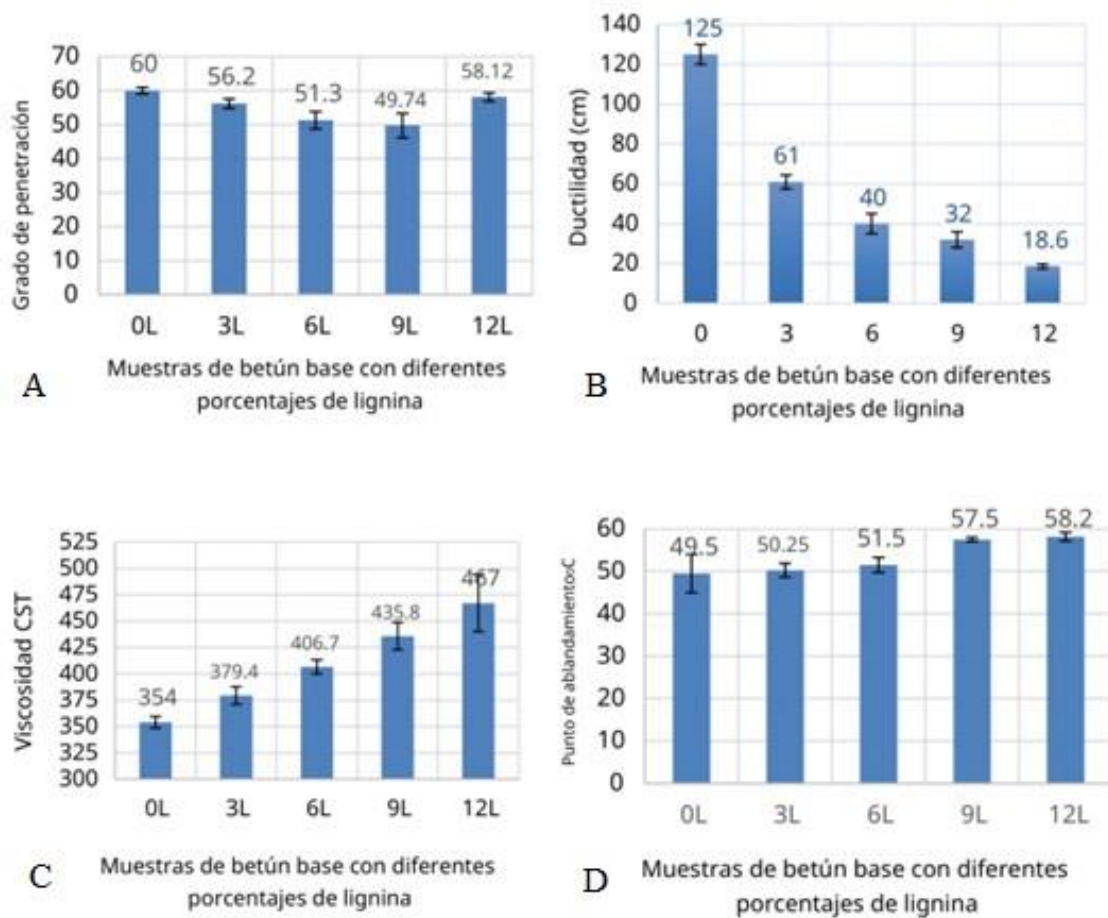 70
60
50
40
30
20
10
0
Grado de penetración
60
56.2
51.3
49.74
58.12
0L 3L 6L 9L 12L
Muestras de betún base con diferentes
porcentajes de lignina
A
140
120
100
80
60
40
20
0
Ductilidad (cm)
125
61
40
32
18.6
0 3 6 9 12
Muestras de betún base con diferentes
porcentajes de lignina
B
525
500
475
450
425
400
375
350
325
300
Viscosidad CST
354
379.4
406.7
435.8
467
0L 3L 6L 9L 12L
Muestras de betún base con diferentes
porcentajes de lignina
C
60
50
40
30
20
10
0
Punto de ablandamientoºC
49.5
50.25
51.5
57.5
58.2
0L 3L 6L 9L 12L
Muestras de betún base con diferentes
porcentajes de lignina
D